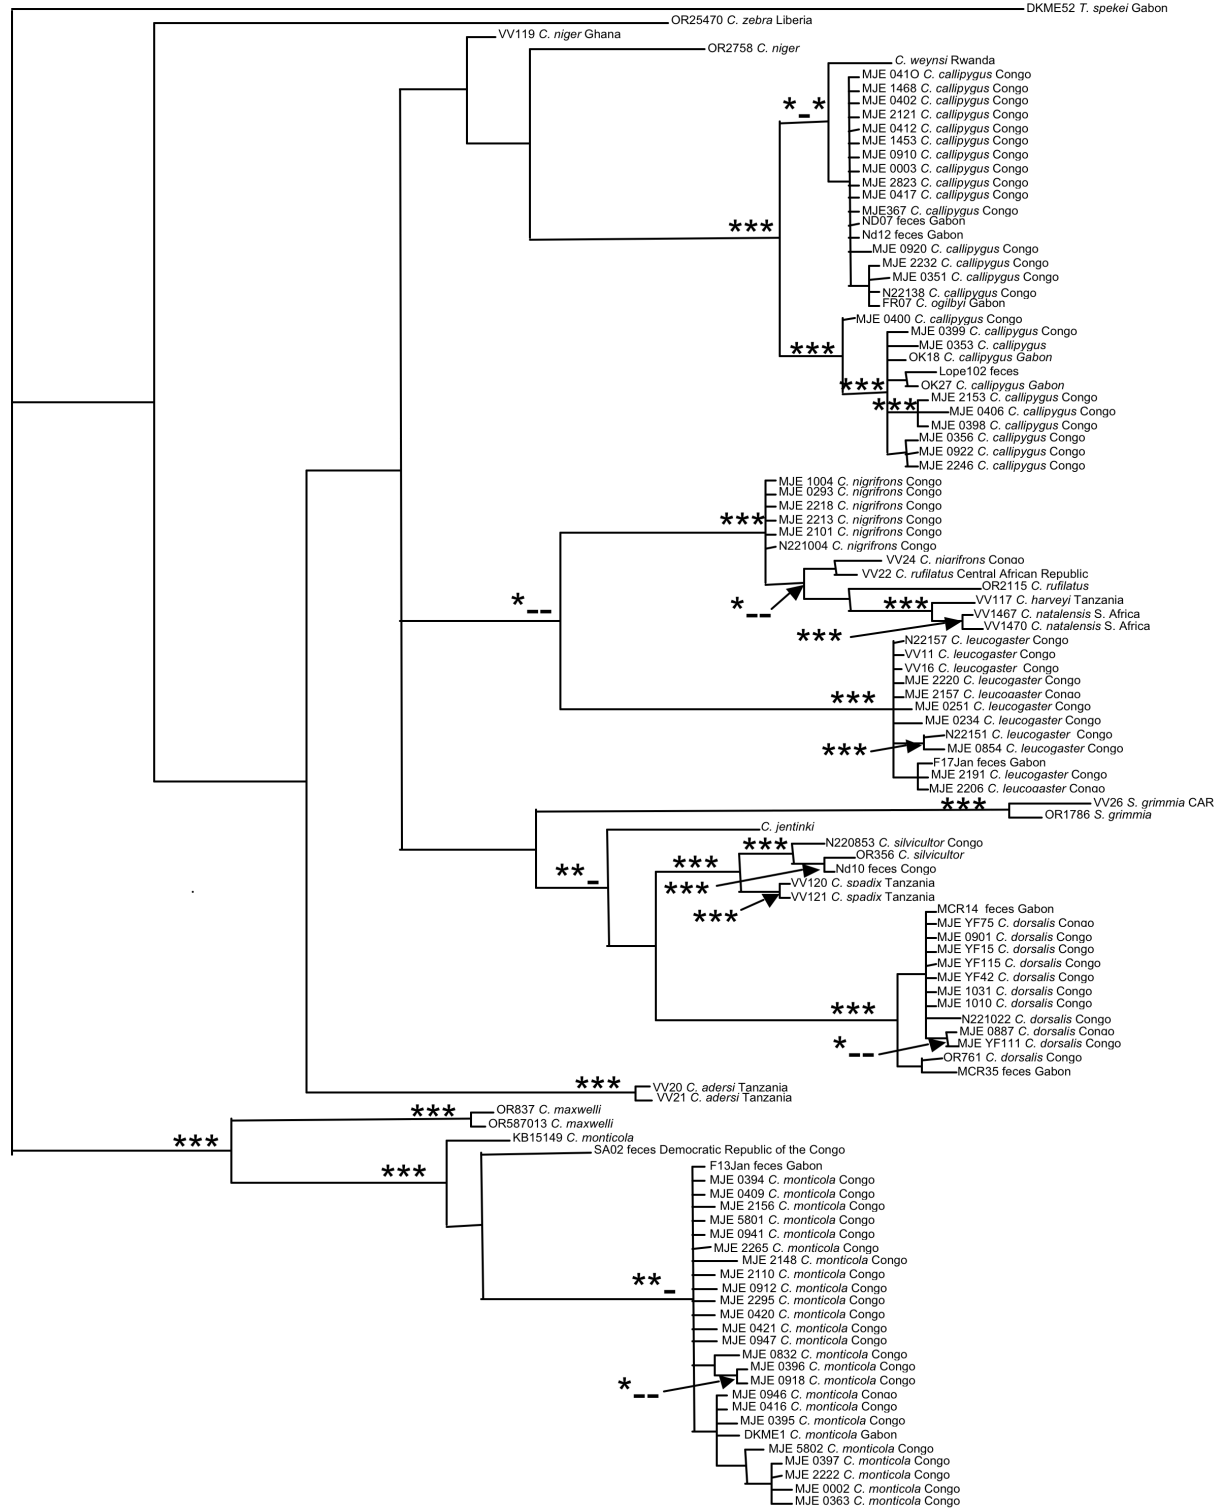 DKME52 T. spekei Gabon
OR25470 C. zebra Liberia
VV119 C. niger Ghana
OR2758 C. niger
C. weynsi Rwanda
MJE 041O C. callipygus Congo
MJE 1468 C. callipygus Congo
*_*
MJE 0402 C. callipygus Congo
MJE 2121 C. callipygus Congo
MJE 0412 C. callipygus Congo
MJE 1453 C. callipygus Congo
MJE 0910 C. callipygus Congo
MJE 0003 C. callipygus Congo
MJE 2823 C. callipygus Congo
MJE 0417 C. callipygus Congo
MJE367 C. callipygus Congo
ND07 feces Gabon
***
Nd12 feces Gabon
MJE 0920 C. callipygus Congo
MJE 2232 C. callipygus Congo
MJE 0351 C. callipygus Congo
N22138 C. callipygus Congo
FR07 C. ogilbyi Gabon
MJE 0400 C. callipygus Congo
MJE 0399 C. callipygus Congo
MJE 0353 C. callipygus
***
OK18 C. callipygus Gabon
Lope102 feces
***
OK27 C. callipygus Gabon
MJE 2153 C. callipygus Congo
***
MJE 0406 C. callipygus Congo
MJE 0398 C. callipygus Congo
MJE 0356 C. callipygus Congo
MJE 0922 C. callipygus Congo
MJE 2246 C. callipygus Congo
MJE 1004 C. nigrifrons Congo
MJE 0293 C. nigrifrons Congo
MJE 2218 C. nigrifrons Congo
***
MJE 2213 C. nigrifrons Congo
MJE 2101 C. nigrifrons Congo
N221004 C. nigrifrons Congo
VV24 C. nigrifrons Congo
VV22 C. rufilatus Central African Republic
OR2115 C. rufilatus
*__
*__
***
VV117 C. harveyi Tanzania
VV1467 C. natalensis S. Africa
VV1470 C. natalensis S. Africa
***
N22157 C. leucogaster Congo
VV11 C. leucogaster Congo
VV16 C. leucogaster Congo
MJE 2220 C. leucogaster Congo
MJE 2157 C. leucogaster Congo
***
MJE 0251 C. leucogaster Congo
MJE 0234 C. leucogaster Congo
N22151 C. leucogaster Congo
***
MJE 0854 C. leucogaster Congo
F17Jan feces Gabon
MJE 2191 C. leucogaster Congo
MJE 2206 C. leucogaster Congo
***
VV26 S. grimmia CAR
OR1786 S. grimmia
C. jentinki
***
N220853 C. silvicultor Congo
OR356 C. silvicultor
***
Nd10 feces Congo
**_
***
VV120 C. spadix Tanzania
VV121 C. spadix Tanzania
***
MCR14 feces Gabon
MJE YF75 C. dorsalis Congo
MJE 0901 C. dorsalis Congo
MJE YF15 C. dorsalis Congo
MJE YF115 C. dorsalis Congo
MJE YF42 C. dorsalis Congo
MJE 1031 C. dorsalis Congo
MJE 1010 C. dorsalis Congo
***
N221022 C. dorsalis Congo
MJE 0887 C. dorsalis Congo
*__
MJE YF111 C. dorsalis Congo
OR761 C. dorsalis Congo
MCR35 feces Gabon
***
VV20 C. adersi Tanzania
VV21 C. adersi Tanzania
***
OR837 C. maxwelli
OR587013 C. maxwelli
***
KB15149 C. monticola
SA02 feces Democratic Republic of the Congo
***
F13Jan feces Gabon
MJE 0394 C. monticola Congo
MJE 0409 C. monticola Congo
MJE 2156 C. monticola Congo
MJE 5801 C. monticola Congo
MJE 0941 C. monticola Congo
MJE 2265 C. monticola Congo
MJE 2148 C. monticola Congo
MJE 2110 C. monticola Congo
**_
MJE 0912 C. monticola Congo
MJE 2295 C. monticola Congo
MJE 0420 C. monticola Congo
MJE 0421 C. monticola Congo
MJE 0947 C. monticola Congo
MJE 0832 C. monticola Congo
MJE 0396 C. monticola Congo
*__
MJE 0918 C. monticola Congo
MJE 0946 C. monticola Congo
MJE 0416 C. monticola Congo
MJE 0395 C. monticola Congo
DKME1 C. monticola Gabon
MJE 5802 C. monticola Congo
MJE 0397 C. monticola Congo
MJE 2222 C. monticola Congo
MJE 0002 C. monticola Congo
MJE 0363 C. monticola Congo